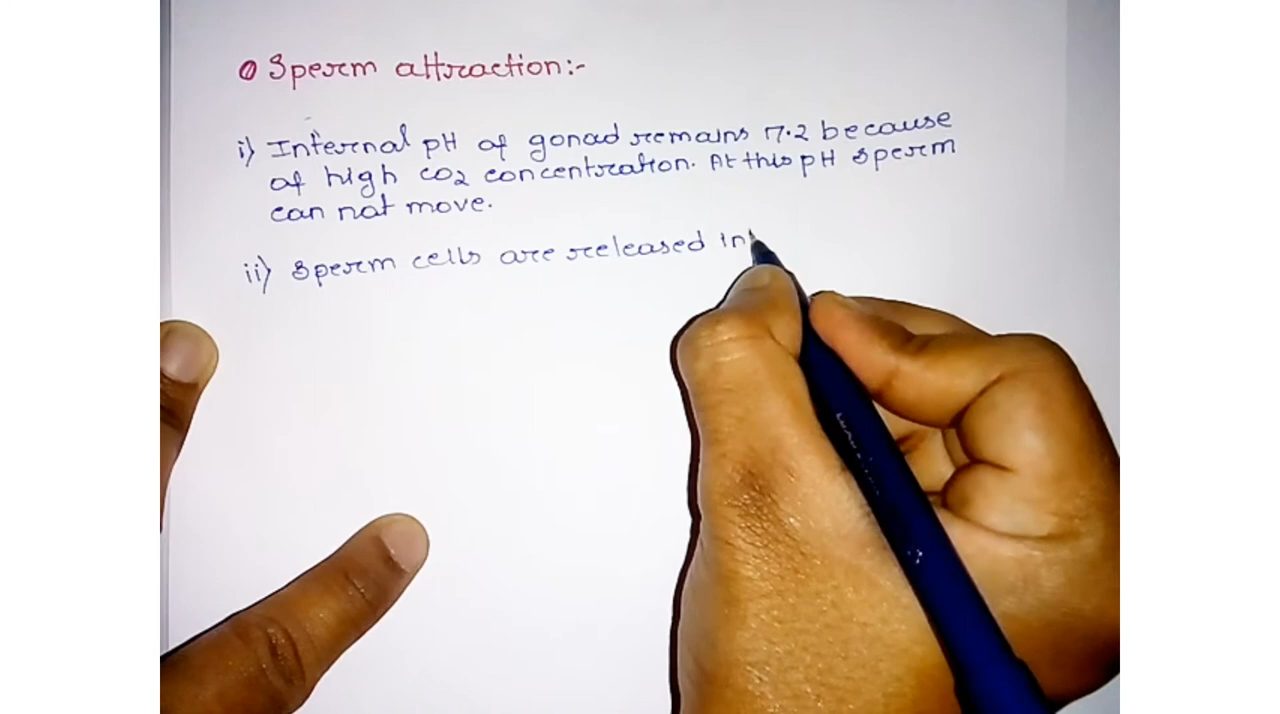 Sperm attraction:-
i) Internal pH of gonad remains 7.2 because
of high CO2 concentration. At this pH sperm
can not move.
ii) Sperm cells are released in